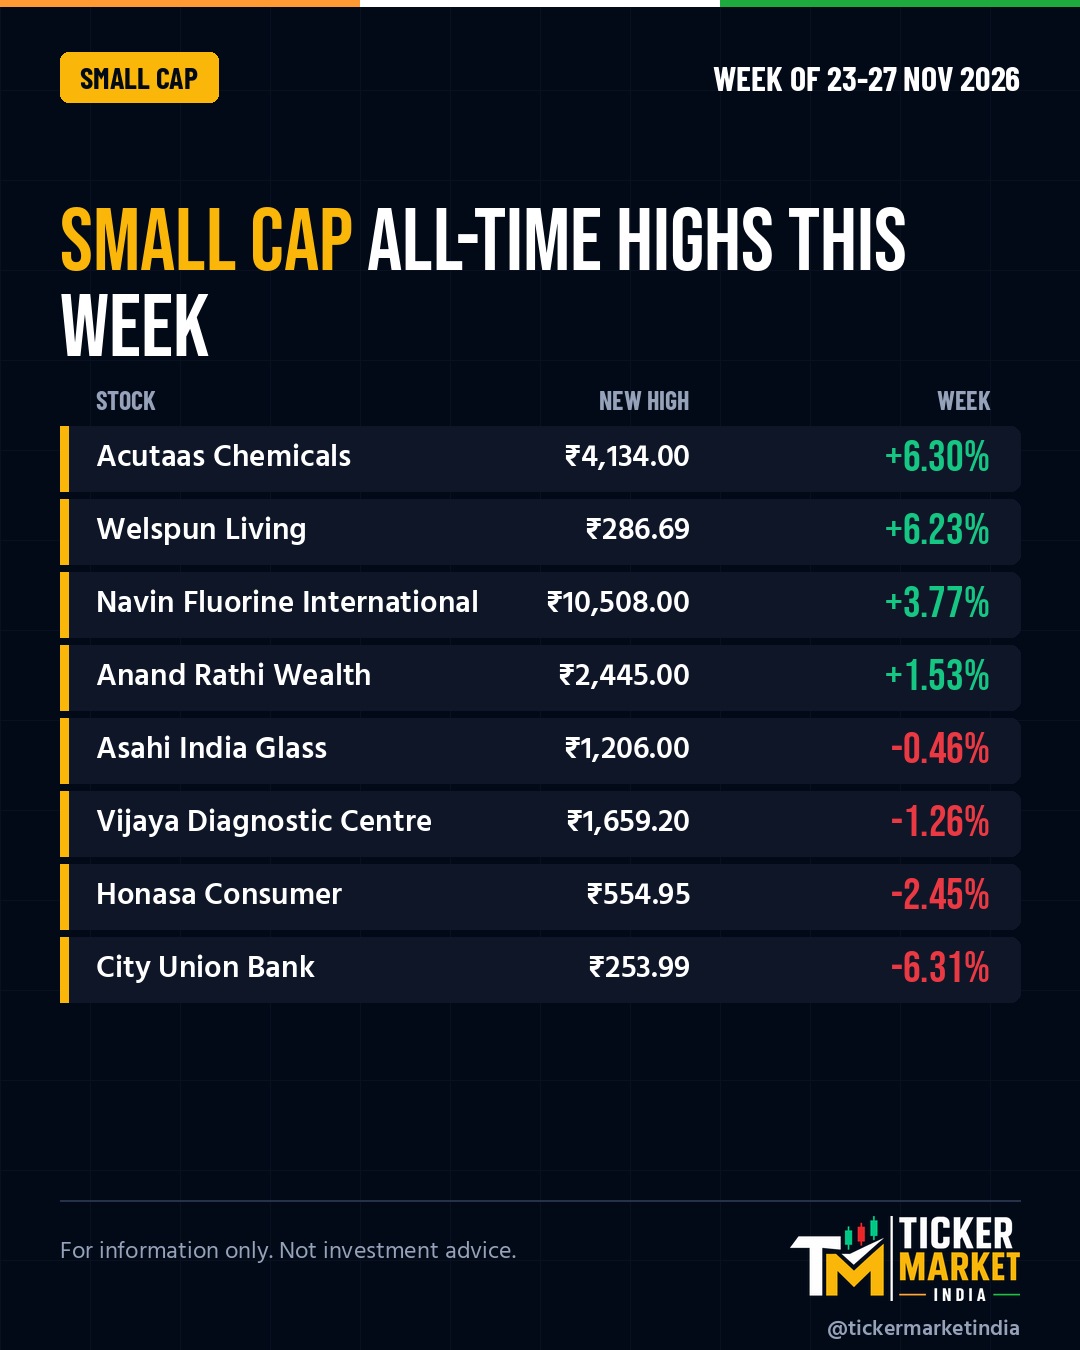 SMALL CAP
WEEK OF 23-27 NOV 2026
SMALL CAP ALL-TIME HIGHS THIS
WEEK
STOCK NEW HIGH WEEK
Acutaas Chemicals ₹4,134.00 +6.30%
Welspun Living ₹286.69 +6.23%
Navin Fluorine International ₹10,508.00 +3.77%
Anand Rathi Wealth ₹2,445.00 +1.53%
Asahi India Glass ₹1,206.00 -0.46%
Vijaya Diagnostic Centre ₹1,659.20 -1.26%
Honasa Consumer ₹554.95 -2.45%
City Union Bank ₹253.99 -6.31%
For information only. Not investment advice.
TM
TICKER
MARKET
INDIA
@tickermarketindia